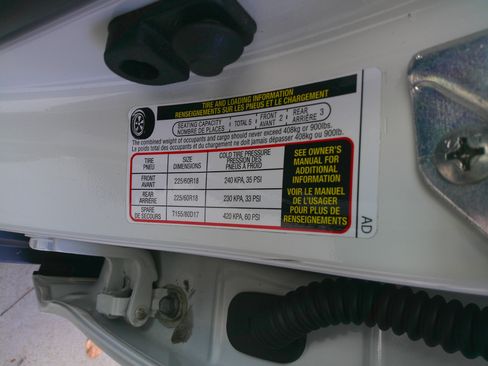 TIRE AND LOADING INFORMATION
RENSEIGNEMENTS SUR LES PNEUS ET LE CHARGEMENT
SEATING CAPACITY
NOMBRE DE PLACES
TOTAL 5
FRONT
AVANT
2
REAR
ARRIÈRE
3
The combined weight of occupants and cargo should never exceed 408kg or 900lbs.
Le poids total des occupants et du chargement ne doit jamais dépasser 408kg ou 900lb.
TIRE
PNEU
SIZE
DIMENSIONS
COLD TIRE PRESSURE
PRESSION DES
PNEUS À FROID
FRONT
AVANT
225/60R18
240 KPA, 35 PSI
REAR
ARRIÈRE
225/60R18
230 KPA, 33 PSI
SPARE
DE SECOURS
T155/80D17
420 KPA, 60 PSI
SEE OWNER'S
MANUAL FOR
ADDITIONAL
INFORMATION
VOIR LE MANUEL
DE L'USAGER
POUR PLUS DE
RENSEIGNEMENTS
AD